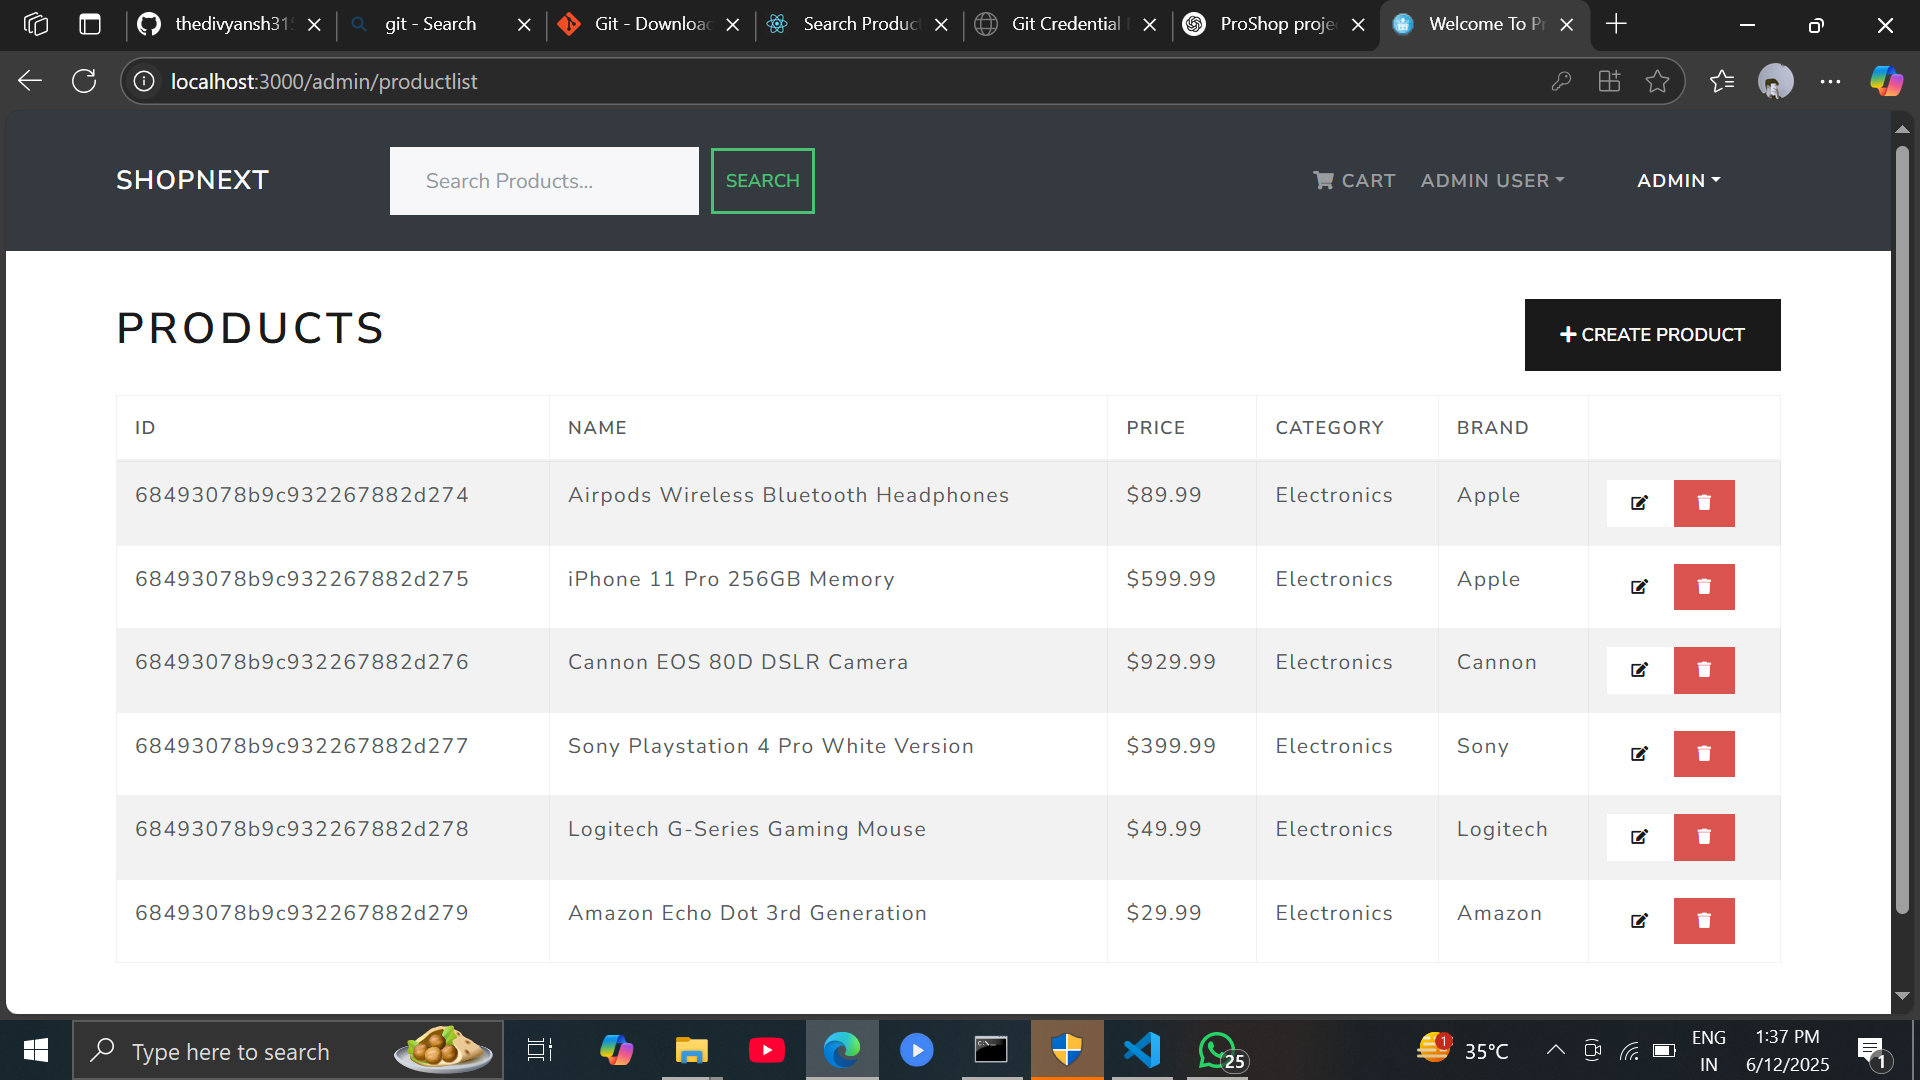 thedivyansh315
git - Search
Git - Download
Search Product
Git Credential
ProShop proje
Welcome To Pr
localhost:3000/admin/productlist
SHOPNEXT
Search Products...
SEARCH
CART
ADMIN USER
ADMIN
PRODUCTS
CREATE PRODUCT
ID NAME PRICE CATEGORY BRAND
68493078b9c932267882d274 Airpods Wireless Bluetooth Headphones $89.99 Electronics Apple
68493078b9c932267882d275 iPhone 11 Pro 256GB Memory $599.99 Electronics Apple
68493078b9c932267882d276 Cannon EOS 80D DSLR Camera $929.99 Electronics Cannon
68493078b9c932267882d277 Sony Playstation 4 Pro White Version $399.99 Electronics Sony
68493078b9c932267882d278 Logitech G-Series Gaming Mouse $49.99 Electronics Logitech
68493078b9c932267882d279 Amazon Echo Dot 3rd Generation $29.99 Electronics Amazon
Type here to search
25
1
35°C
ENG
IN
1:37 PM
6/12/2025
1